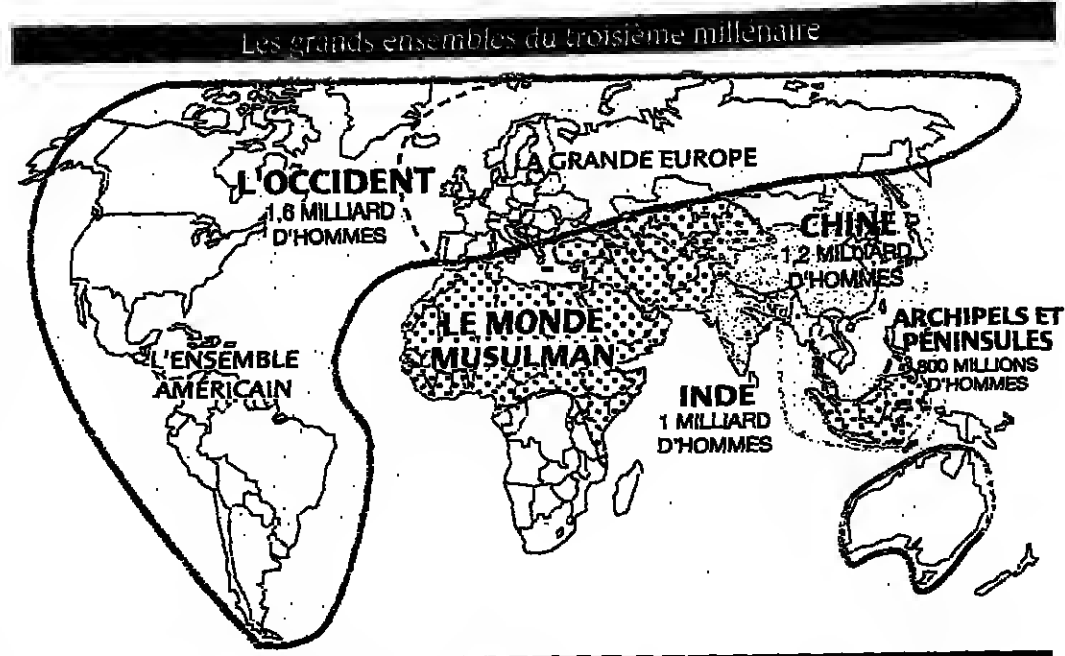 Les grands ensembles du troisième millénaire
LA GRANDE EUROPE
L'OCCIDENT
1,6 MILLIARD
D'HOMMES
CHINE
1,2 MILLIARD
D'HOMMES
ARCHIPELS ET
PÉNINSULES
800 MILLIONS
D'HOMMES
LE MONDE
MUSULMAN
L'ENSEMBLE
AMÉRICAIN
INDE
1 MILLIARD
D'HOMMES